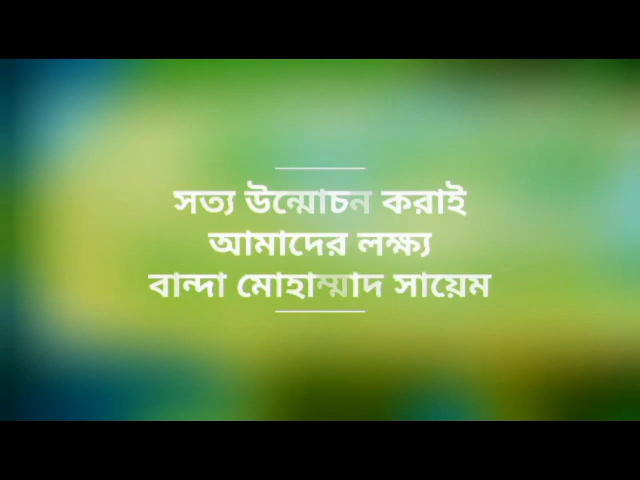 সত্য উন্মোচন করাই
আমাদের লক্ষ্য
বান্দা মোহাম্মাদ সায়েম